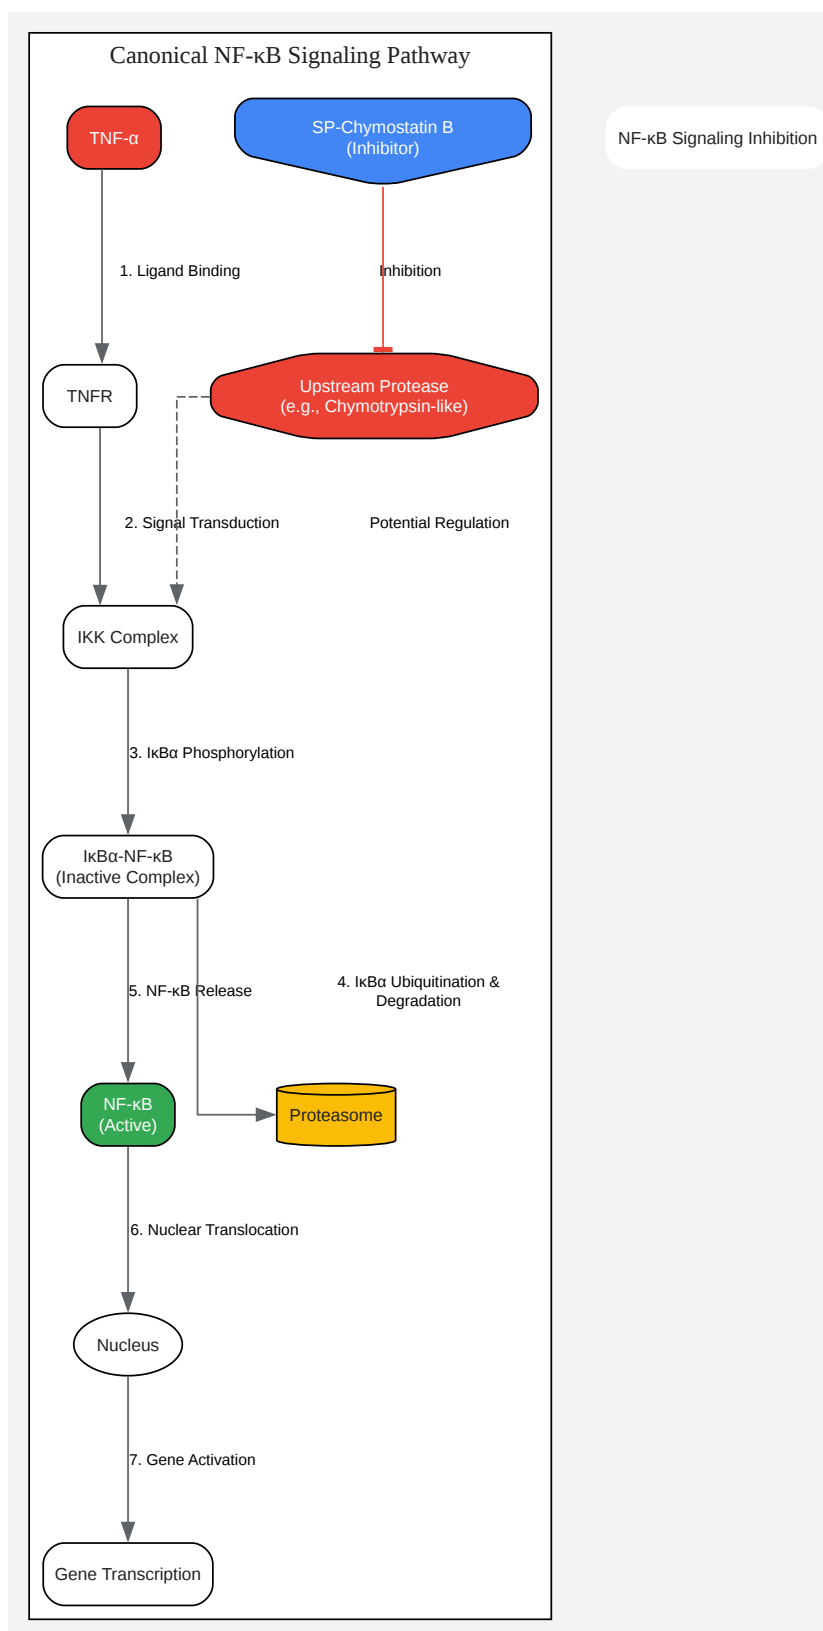 Canonical NF-κB Signaling Pathway
TNF-α
SP-Chymostatin B
(Inhibitor)
NF-κB Signaling Inhibition
1. Ligand Binding
Inhibition
TNFR
Upstream Protease
(e.g., Chymotrypsin-like)
2. Signal Transduction
Potential Regulation
IKK Complex
3. IκBα Phosphorylation
IκBα-NF-κB
(Inactive Complex)
5. NF-κB Release
4. IκBα Ubiquitination &
Degradation
NF-κB
(Active)
Proteasome
6. Nuclear Translocation
Nucleus
7. Gene Activation
Gene Transcription